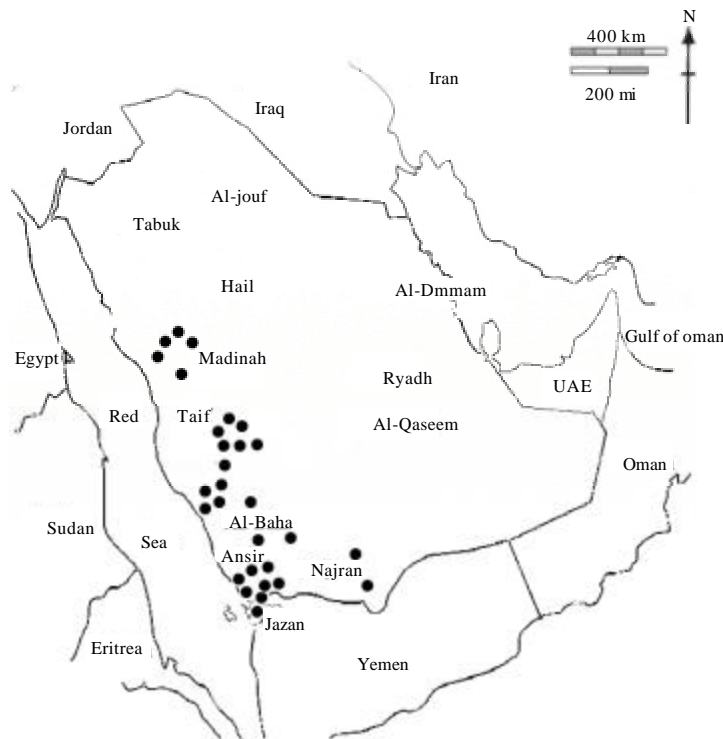 N
400 km
200 mi
Iran
Iraq
Jordan
Al-jouf
Tabuk
Hail
Al-Dmmam
Gulf of oman
Egypt
Madinah
Ryadh
UAE
Red
Taif
Al-Qaseem
Oman
Sudan
Sea
Al-Baha
Ansir
Najran
Jazan
Eritrea
Yemen